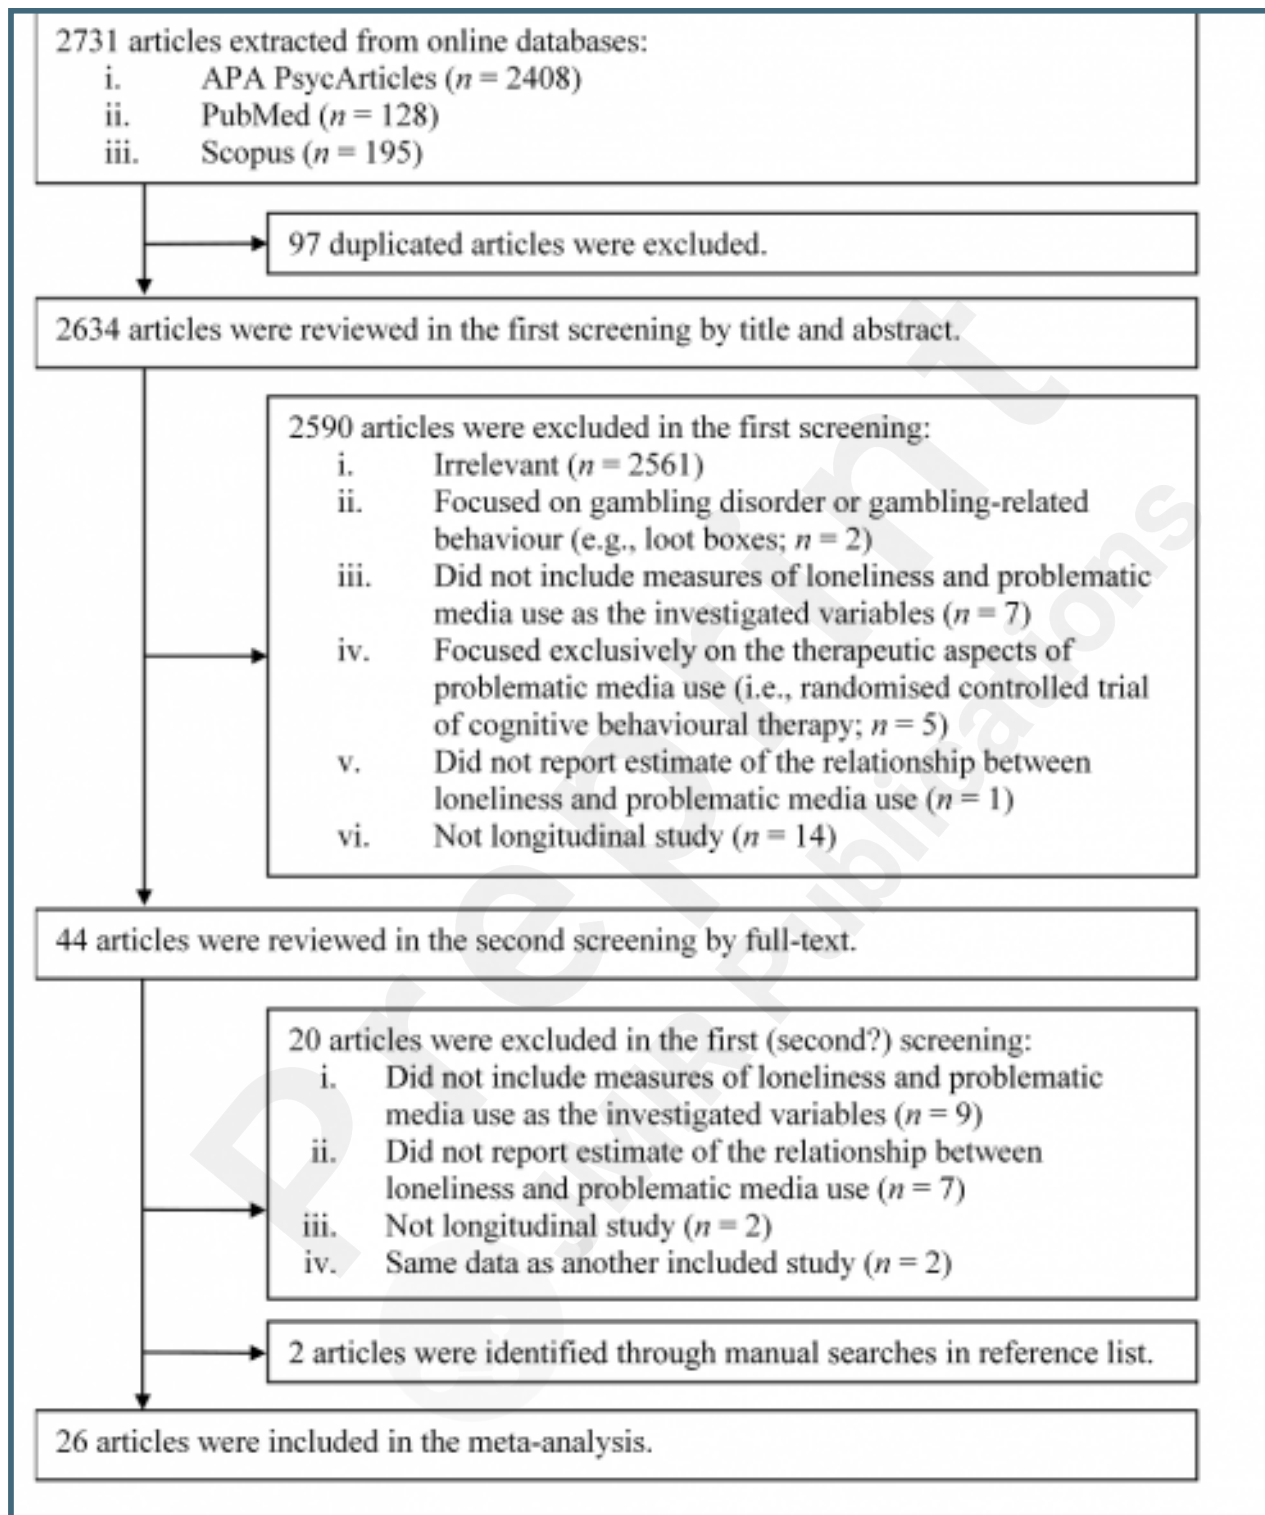 2731 articles extracted from online databases:
i. APA PsycArticles (n = 2408)
ii. PubMed (n = 128)
iii. Scopus (n = 195)
97 duplicated articles were excluded.
2634 articles were reviewed in the first screening by title and abstract.
2590 articles were excluded in the first screening:
i. Irrelevant (n = 2561)
ii. Focused on gambling disorder or gambling-related
behaviour (e.g., loot boxes; n = 2)
iii. Did not include measures of loneliness and problematic
media use as the investigated variables (n = 7)
iv. Focused exclusively on the therapeutic aspects of
problematic media use (i.e., randomised controlled trial
of cognitive behavioural therapy; n = 5)
v. Did not report estimate of the relationship between
loneliness and problematic media use (n = 1)
vi. Not longitudinal study (n = 14)
44 articles were reviewed in the second screening by full-text.
20 articles were excluded in the first (second?) screening:
i. Did not include measures of loneliness and problematic
media use as the investigated variables (n = 9)
ii. Did not report estimate of the relationship between
loneliness and problematic media use (n = 7)
iii. Not longitudinal study (n = 2)
iv. Same data as another included study (n = 2)
2 articles were identified through manual searches in reference list.
26 articles were included in the meta-analysis.
Preprint
JMIR Publications